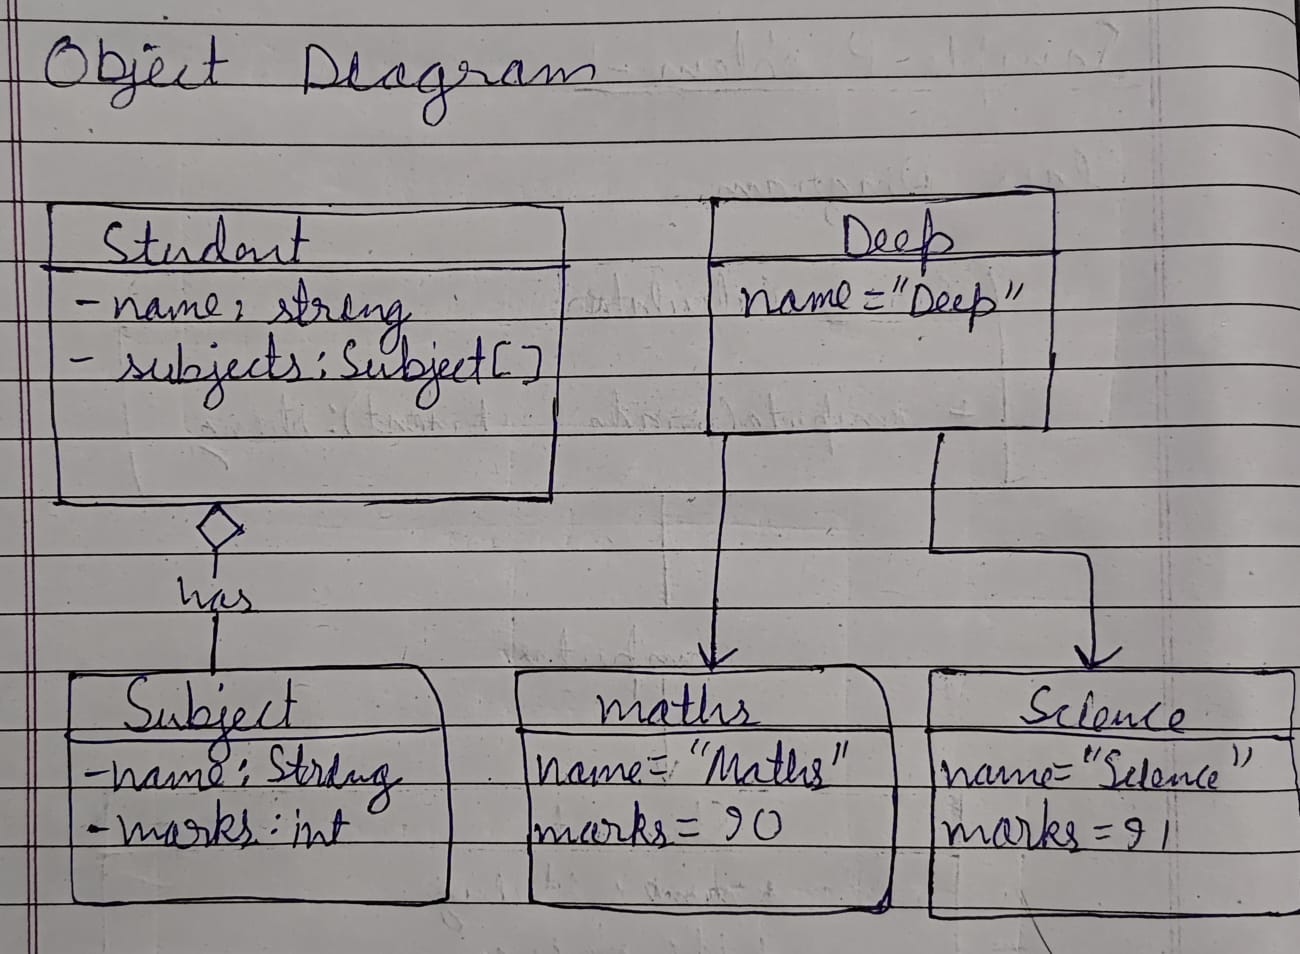 Object Diagram
Student
- name: string
- subjects: Subject[]
Deep
name = "Deep"
has
Subject
- name: String
- marks: int
maths
name = "Maths"
marks = 90
Science
name = "Science"
marks = 91